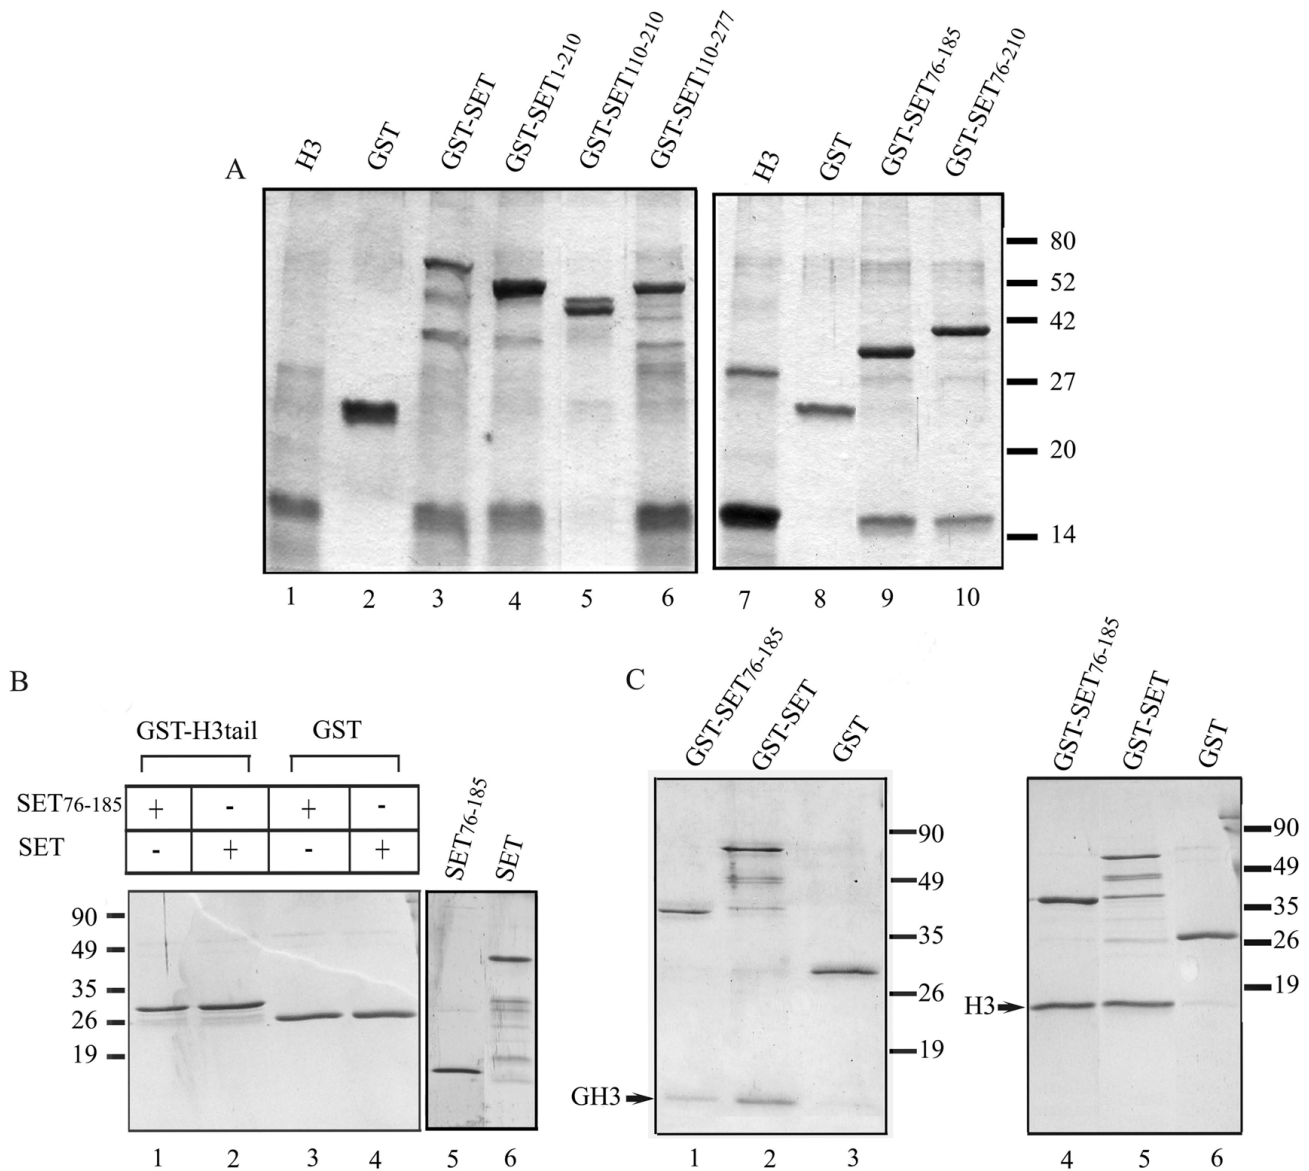 A
H3 GST GST-SET GST-SET1-210 GST-SET110-210 GST-SET110-277
H3 GST GST-SET76-185 GST-SET76-210
80
52
42
27
20
14
1 2 3 4 5 6 7 8 9 10
B
GST-H3tail GST
SET76-185 + - + -
SET - + - +
SET76-185 SET
90
49
35
26
19
1 2 3 4 5 6
C
GST-SET76-185 GST-SET GST
90
49
35
26
19
GH3
1 2 3
GST-SET76-185 GST-SET GST
90
49
35
26
19
H3
4 5 6